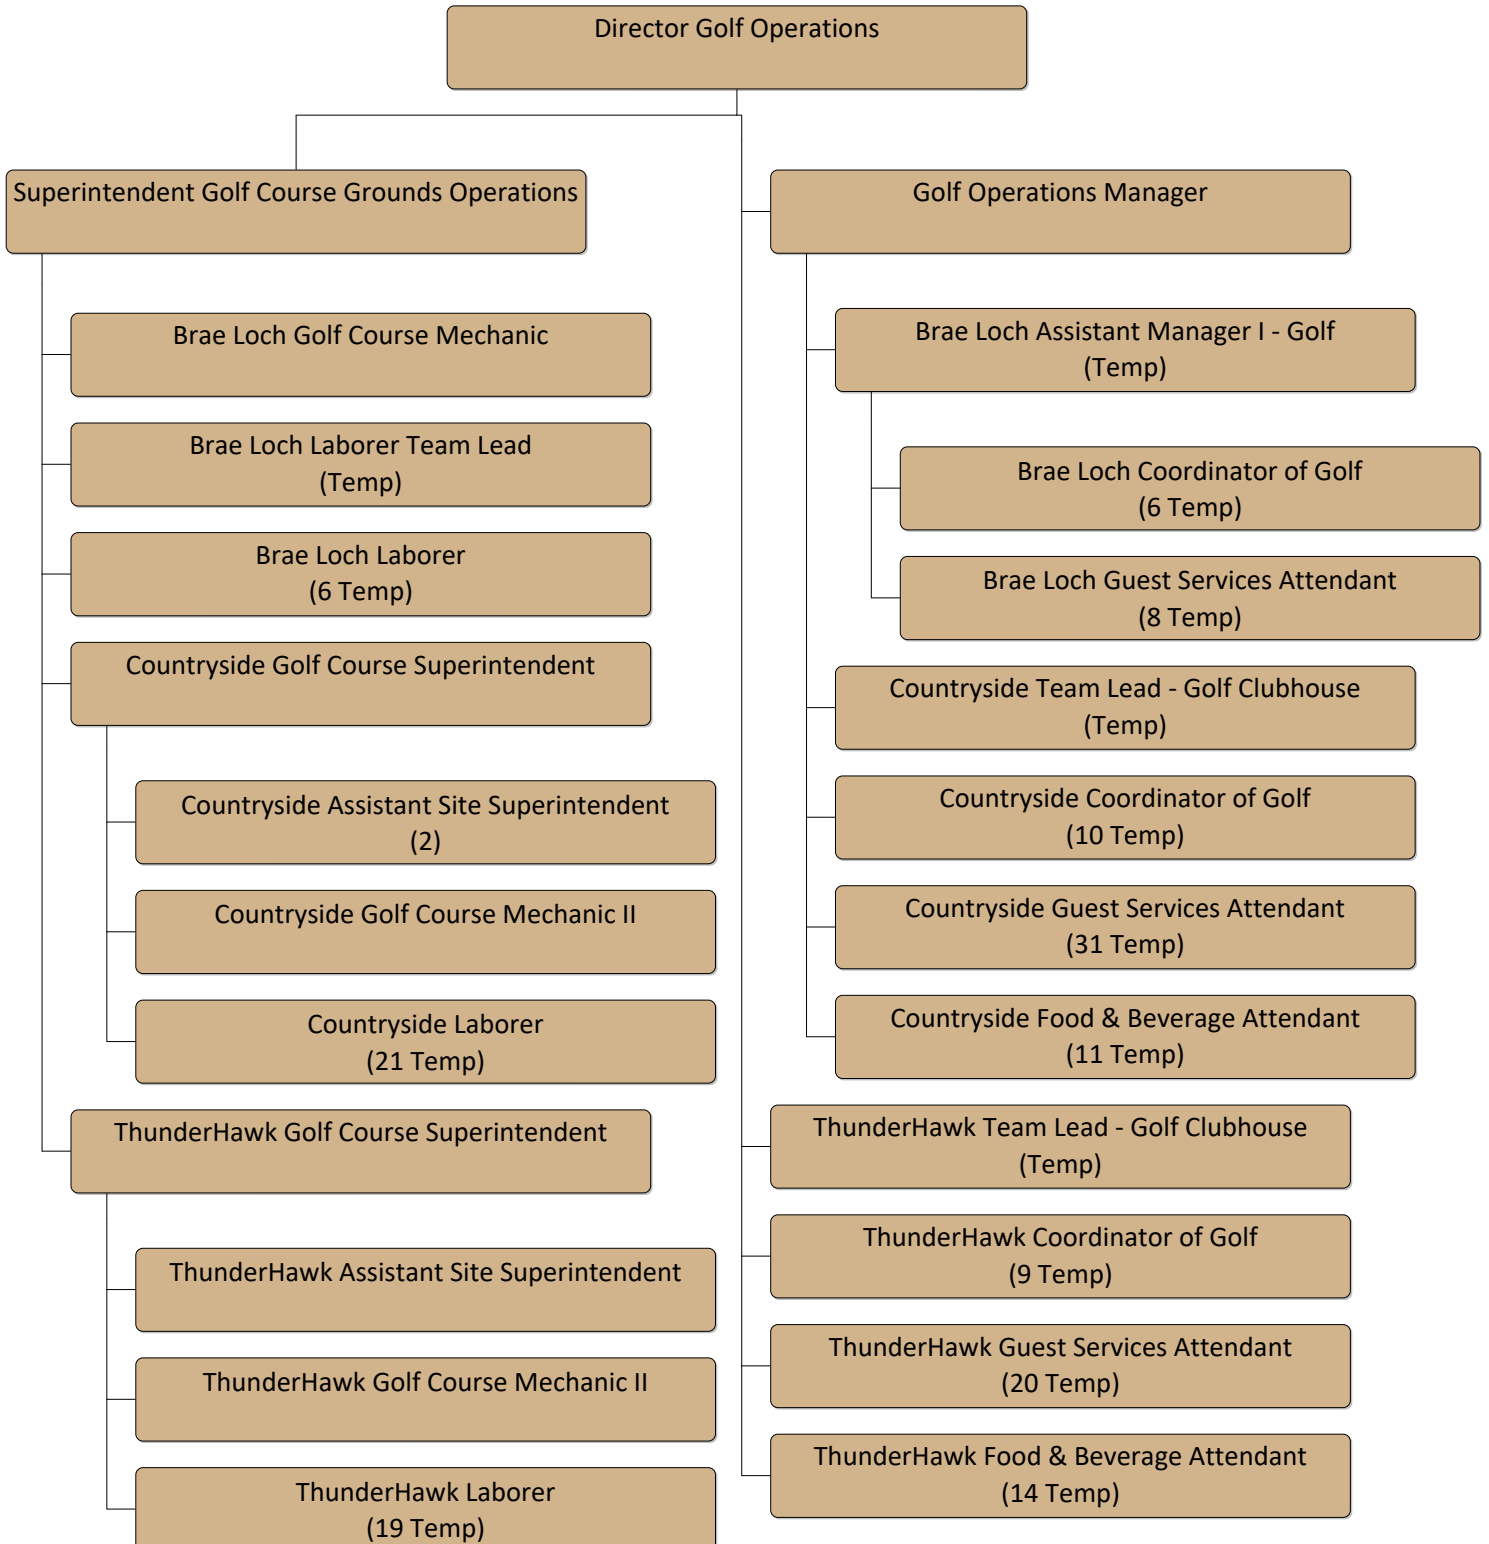 Director Golf Operations
Superintendent Golf Course Grounds Operations
Brae Loch Golf Course Mechanic
Brae Loch Laborer Team Lead
(Temp)
Brae Loch Laborer
(6 Temp)
Countryside Golf Course Superintendent
Countryside Assistant Site Superintendent
(2)
Countryside Golf Course Mechanic II
Countryside Laborer
(21 Temp)
ThunderHawk Golf Course Superintendent
ThunderHawk Assistant Site Superintendent
ThunderHawk Golf Course Mechanic II
ThunderHawk Laborer
(19 Temp)
Golf Operations Manager
Brae Loch Assistant Manager I - Golf
(Temp)
Brae Loch Coordinator of Golf
(6 Temp)
Brae Loch Guest Services Attendant
(8 Temp)
Countryside Team Lead - Golf Clubhouse
(Temp)
Countryside Coordinator of Golf
(10 Temp)
Countryside Guest Services Attendant
(31 Temp)
Countryside Food & Beverage Attendant
(11 Temp)
ThunderHawk Team Lead - Golf Clubhouse
(Temp)
ThunderHawk Coordinator of Golf
(9 Temp)
ThunderHawk Guest Services Attendant
(20 Temp)
ThunderHawk Food & Beverage Attendant
(14 Temp)